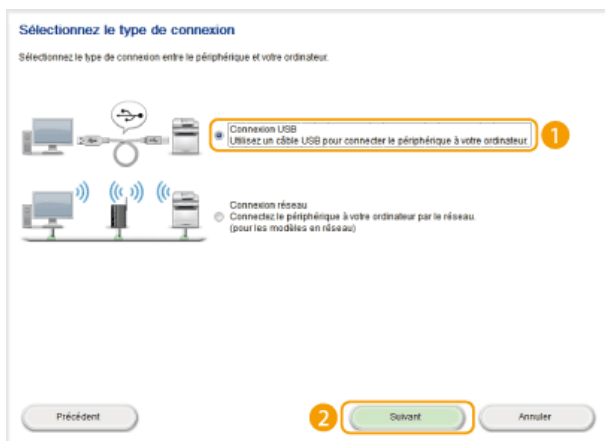 Sélectionnez le type de connexion
Sélectionnez le type de connexion entre le périphérique et votre ordinateur.
Connexion USB
Utilisez un câble USB pour connecter le périphérique à votre ordinateur.
1
Connexion réseau
Connectez le périphérique à votre ordinateur par le réseau.
(pour les modèles en réseau)
Précédent
2
Suivant
Annuler